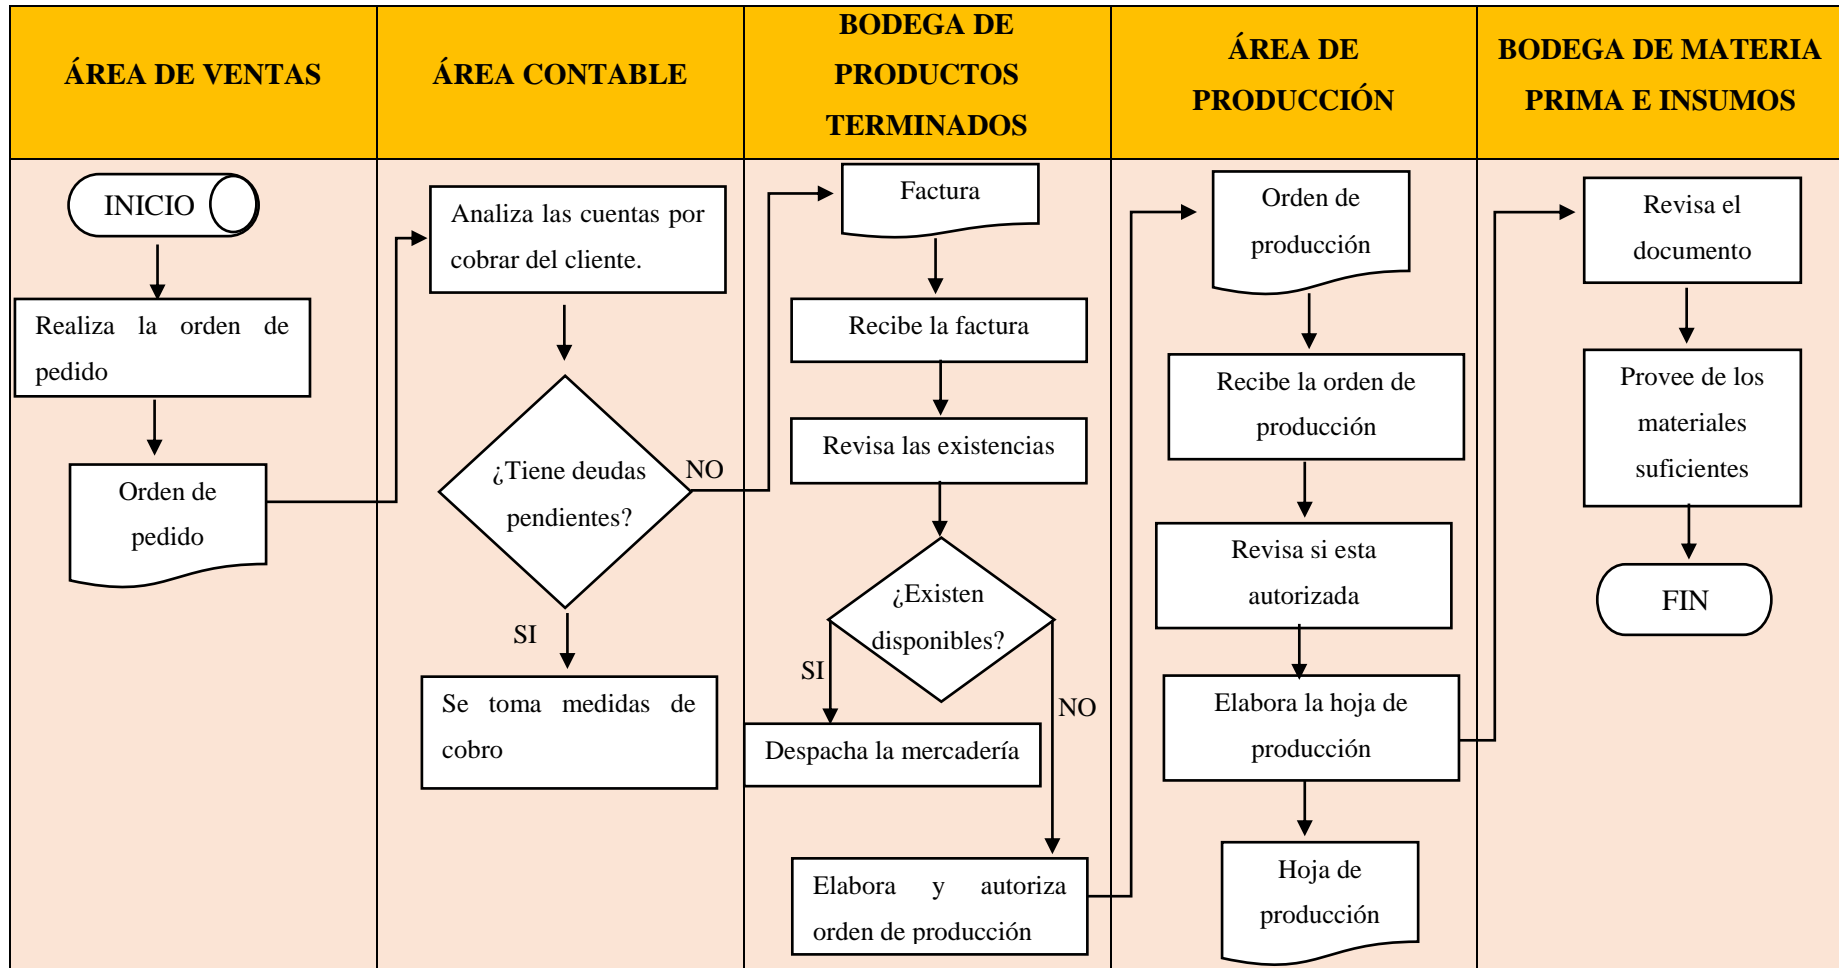 ÁREA DE VENTAS
ÁREA CONTABLE
BODEGA DE
PRODUCTOS
TERMINADOS
ÁREA DE
PRODUCCIÓN
BODEGA DE MATERIA
PRIMA E INSUMOS
INICIO
Realiza la orden de
pedido
Orden de
pedido
Analiza las cuentas por
cobrar del cliente.
¿Tiene deudas
pendientes?
NO
SI
Se toma medidas de
cobro
Factura
Recibe la factura
Revisa las existencias
¿Existen
disponibles?
SI
NO
Despacha la mercadería
Elabora y autoriza
orden de producción
Orden de
producción
Recibe la orden de
producción
Revisa si esta
autorizada
Elabora la hoja de
producción
Hoja de
producción
Revisa el
documento
Provee de los
materiales
suficientes
FIN